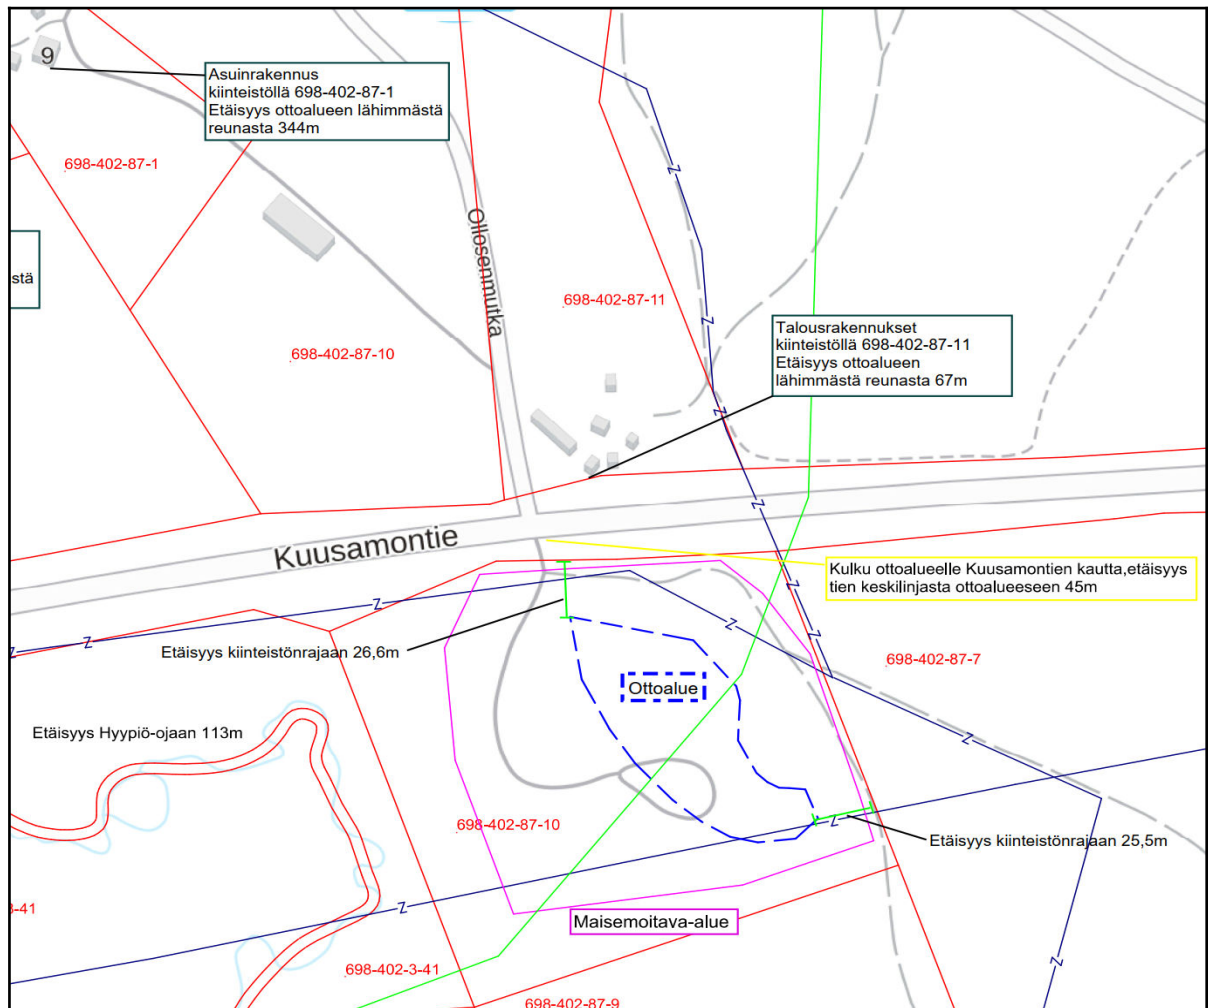 9
Asuinrakennus
kiinteistöllä 698-402-87-1
Etäisyys ottoalueen lähimmästä
reunasta 344m
698-402-87-1
stä
Ollosenmutka
698-402-87-11
698-402-87-10
Talousrakennukset
kiinteistöllä 698-402-87-11
Etäisyys ottoalueen
lähimmästä reunasta 67m
Kuusamontie
Kulku ottoalueelle Kuusamontien kautta,etäisyys
tien keskilinjasta ottoalueeseen 45m
Z
Z
Z
Z
Z
Z
Z
Z
Z
Z
Z
Z
Z
Z
Etäisyys kiinteistönrajaan 26,6m
698-402-87-7
Ottoalue
Etäisyys Hyypiö-ojaan 113m
698-402-87-10
Etäisyys kiinteistönrajaan 25,5m
3-41
Maisemoitava-alue
698-402-3-41
698-402-87-9